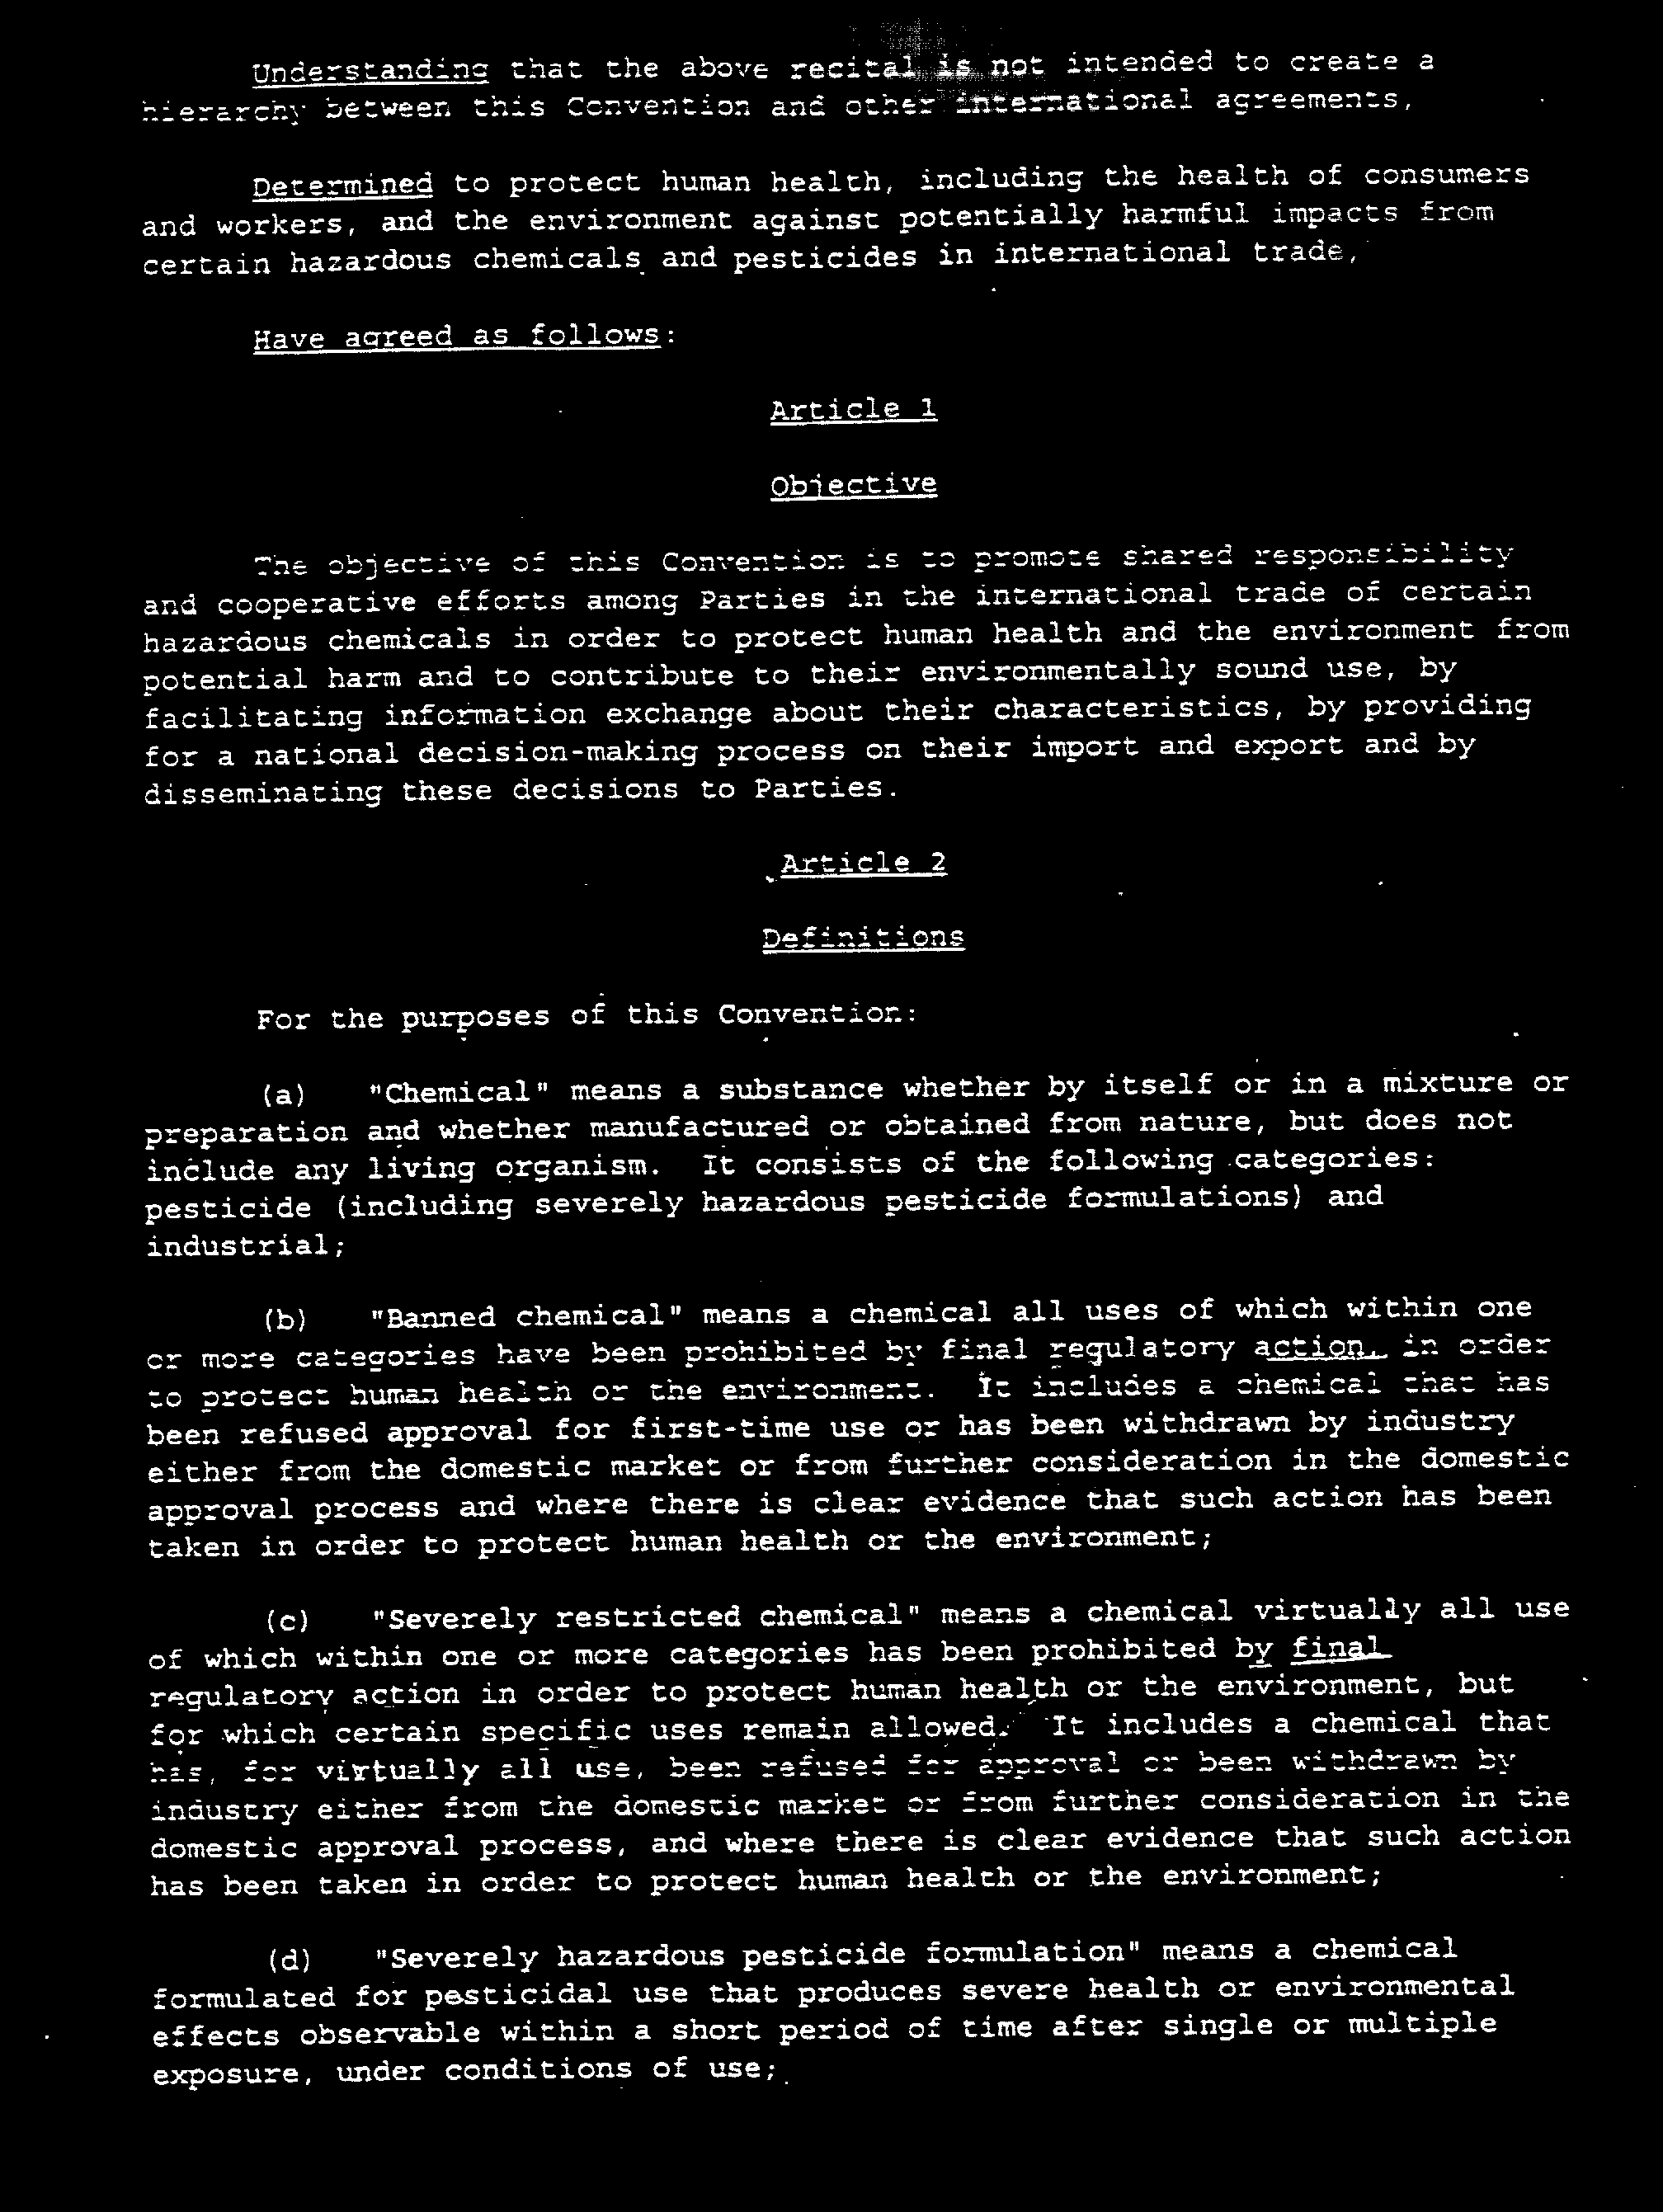 Understanding that the above recital is not intended to create a
hierarchy between this Convention and other international agreements,
Determined to protect human health, including the health of consumers
and workers, and the environment against potentially harmful impacts from
certain hazardous chemicals and pesticides in international trade,
Have agreed as follows:
Article 1
Objective
The objective of this Convention is to promote shared responsibility
and cooperative efforts among Parties in the international trade of certain
hazardous chemicals in order to protect human health and the environment from
potential harm and to contribute to their environmentally sound use, by
facilitating information exchange about their characteristics, by providing
for a national decision-making process on their import and export and by
disseminating these decisions to Parties.
Article 2
Definitions
For the purposes of this Convention:
(a) "Chemical" means a substance whether by itself or in a mixture or
preparation and whether manufactured or obtained from nature, but does not
include any living organism. It consists of the following categories:
pesticide (including severely hazardous pesticide formulations) and
industrial;
(b) "Banned chemical" means a chemical all uses of which within one
or more categories have been prohibited by final regulatory action, in order
to protect human health or the environment. It includes a chemical that has
been refused approval for first-time use or has been withdrawn by industry
either from the domestic market or from further consideration in the domestic
approval process and where there is clear evidence that such action has been
taken in order to protect human health or the environment;
(c) "Severely restricted chemical" means a chemical virtually all use
of which within one or more categories has been prohibited by final
regulatory action in order to protect human health or the environment, but
for which certain specific uses remain allowed. It includes a chemical that
has, for virtually all use, been refused for approval or been withdrawn by
industry either from the domestic market or from further consideration in the
domestic approval process, and where there is clear evidence that such action
has been taken in order to protect human health or the environment;
(d) "Severely hazardous pesticide formulation" means a chemical
formulated for pesticidal use that produces severe health or environmental
effects observable within a short period of time after single or multiple
exposure, under conditions of use;